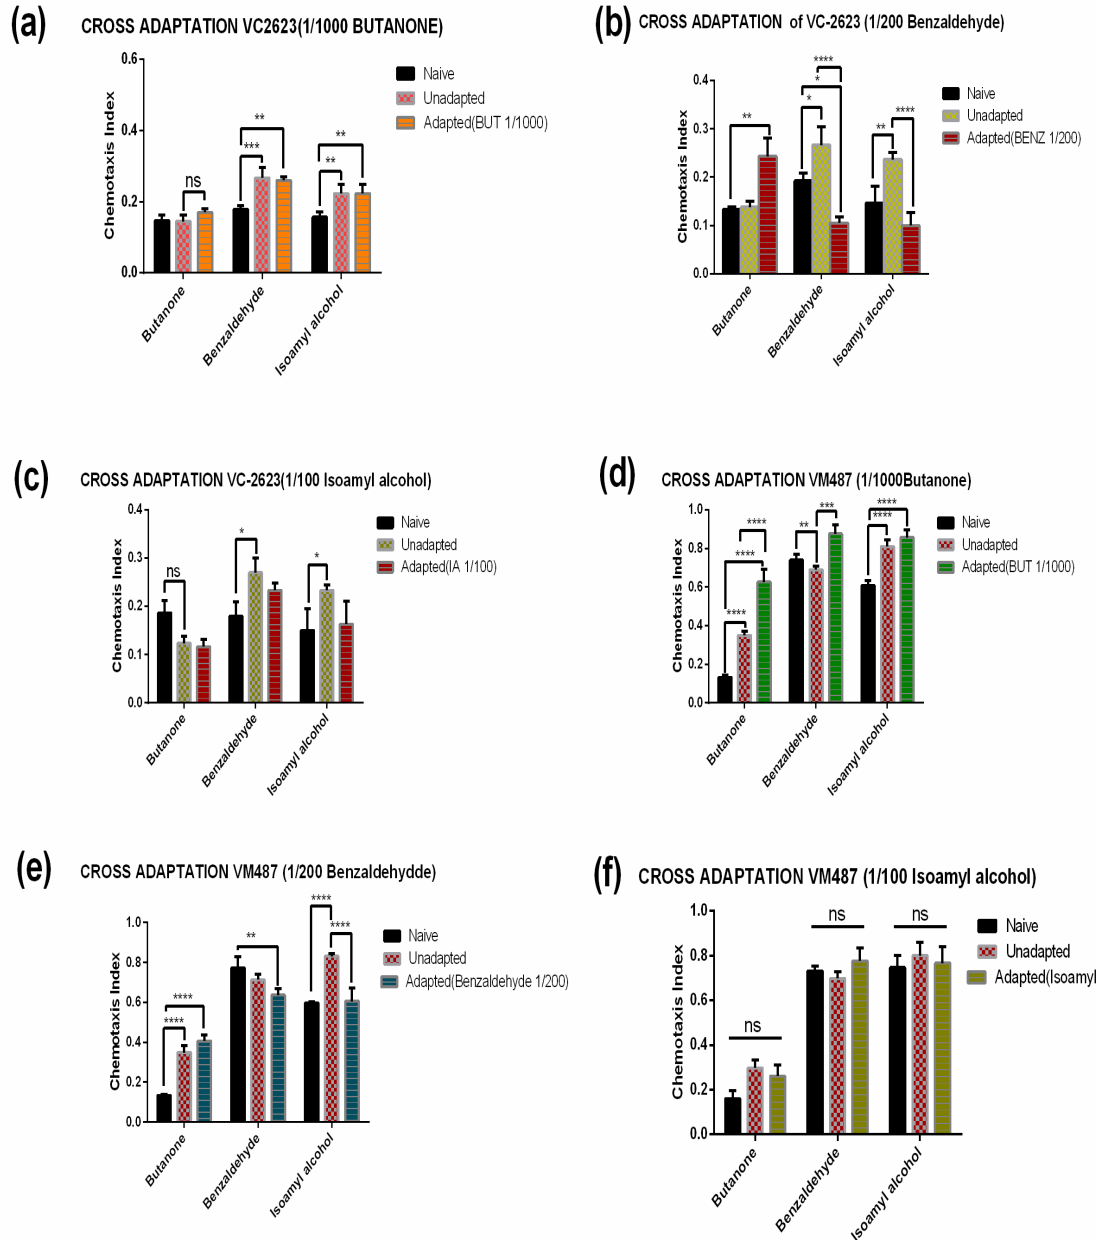 (a)
CROSS ADAPTATION VC2623(1/1000 BUTANONE)
0.6
0.4
0.2
0.0
Chemotaxis Index
ns
***
**
**
**
Naive
Unadapted
Adapted(BUT 1/1000)
Butanone
Benzaldehyde
Isoamyl alcohol
(b)
CROSS ADAPTATION of VC-2623 (1/200 Benzaldehyde)
0.4
0.3
0.2
0.1
0.0
Chemotaxis Index
**
*
*
****
**
****
Naive
Unadapted
Adapted(BENZ 1/200)
Butanone
Benzaldehyde
Isoamyl alcohol
(c)
CROSS ADAPTATION VC-2623(1/100 Isoamyl alcohol)
0.4
0.3
0.2
0.1
0.0
Chemotaxis Index
ns
*
*
Naive
Unadapted
Adapted(IA 1/100)
Butanone
Benzaldehyde
Isoamyl alcohol
(d)
CROSS ADAPTATION VM487 (1/1000Butanone)
1.0
0.8
0.6
0.4
0.2
0.0
Chemotaxis Index
****
****
****
**
***
****
****
Naive
Unadapted
Adapted(BUT 1/1000)
Butanone
Benzaldehyde
Isoamyl alcohol
(e)
CROSS ADAPTATION VM487 (1/200 Benzaldehydde)
1.0
0.8
0.6
0.4
0.2
0.0
Chemotaxis Index
****
****
**
****
****
Naive
Unadapted
Adapted(Benzaldehyde 1/200)
Butanone
Benzaldehyde
Isoamyl alcohol
(f)
CROSS ADAPTATION VM487 (1/100 Isoamyl alcohol)
1.0
0.8
0.6
0.4
0.2
0.0
Chemotaxis Index
ns
ns
ns
Naive
Unadapted
Adapted(Isoamyl
Butanone
Benzaldehyde
Isoamyl alcohol